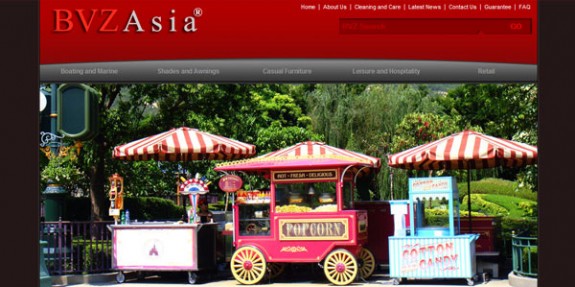 BVZAsia®
Home | About Us | Cleaning and Care | Latest News | Contact Us | Guarantee | FAQ
GO
Boating and Marine Shades and Awnings Casual Furniture Leisure and Hospitality Retail
HOT · FRESH · DELICIOUS
POPCORN
COTTON
CANDY